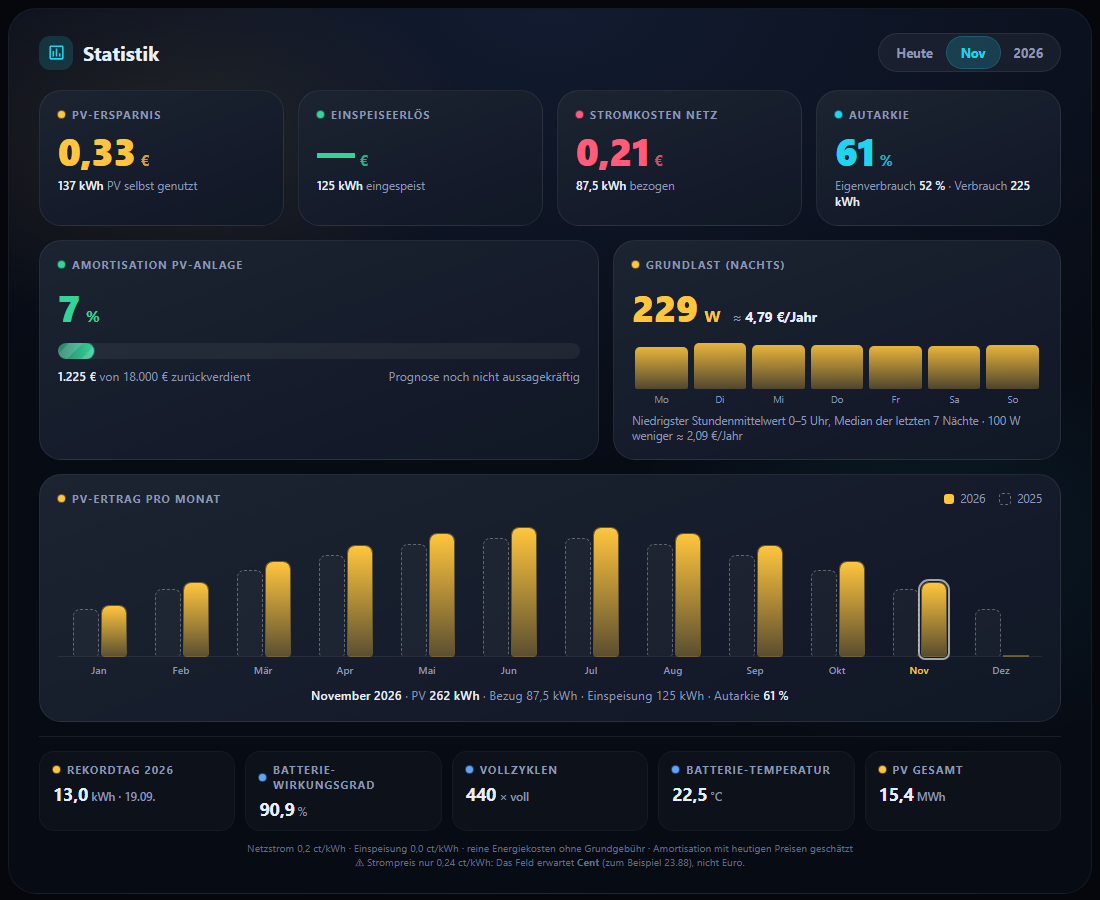 Statistik
Heute Nov 2026
PV-ERSPARNIS
0,33 €
137 kWh PV selbst genutzt
EINSPEISEERLÖS
— €
125 kWh eingespeist
STROMKOSTEN NETZ
0,21 €
87,5 kWh bezogen
AUTARKIE
61 %
Eigenverbrauch 52 % · Verbrauch 225
kWh
AMORTISATION PV-ANLAGE
7 %
1.225 € von 18.000 € zurückverdient
Prognose noch nicht aussagekräftig
GRUNDLAST (NACHTS)
229 W ≈ 4,79 €/Jahr
Mo Di Mi Do Fr Sa So
Niedrigster Stundenmittelwert 0–5 Uhr, Median der letzten 7 Nächte · 100 W
weniger ≈ 2,09 €/Jahr
PV-ERTRAG PRO MONAT
2026 2025
Jan Feb Mär Apr Mai Jun Jul Aug Sep Okt Nov Dez
November 2026 · PV 262 kWh · Bezug 87,5 kWh · Einspeisung 125 kWh · Autarkie 61 %
REKORDTAG 2026
13,0 kWh · 19.09.
BATTERIE-
WIRKUNGSGRAD
90,9 %
VOLLZYKLEN
440 × voll
BATTERIE-TEMPERATUR
22,5 °C
PV GESAMT
15,4 MWh
Netzstrom 0,2 ct/kWh · Einspeisung 0,0 ct/kWh · reine Energiekosten ohne Grundgebühr · Amortisation mit heutigen Preisen geschätzt
⚠ Strompreis nur 0,24 ct/kWh: Das Feld erwartet Cent (zum Beispiel 23.88), nicht Euro.